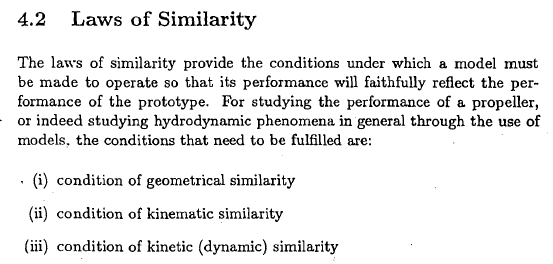 4.2 Laws of Similarity
The laws of similarity provide the conditions under which a model must
be made to operate so that its performance will faithfully reflect the per-
formance of the prototype. For studying the performance of a propeller,
or indeed studying hydrodynamic phenomena in general through the use of
models, the conditions that need to be fulfilled are:
(i) condition of geometrical similarity
(ii) condition of kinematic similarity
(iii) condition of kinetic (dynamic) similarity